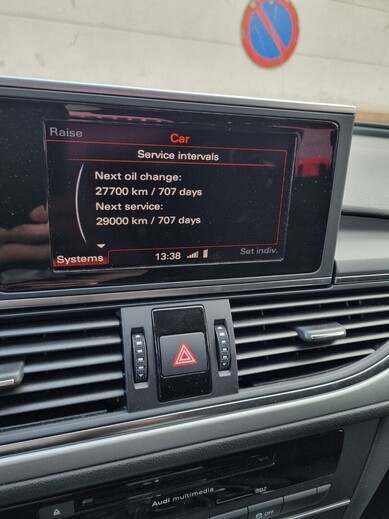 Raise
Car
Service intervals
Next oil change:
27700 km / 707 days
Next service:
29000 km / 707 days
Systems
13:38
Set indiv.
Audi multimedia
OFF